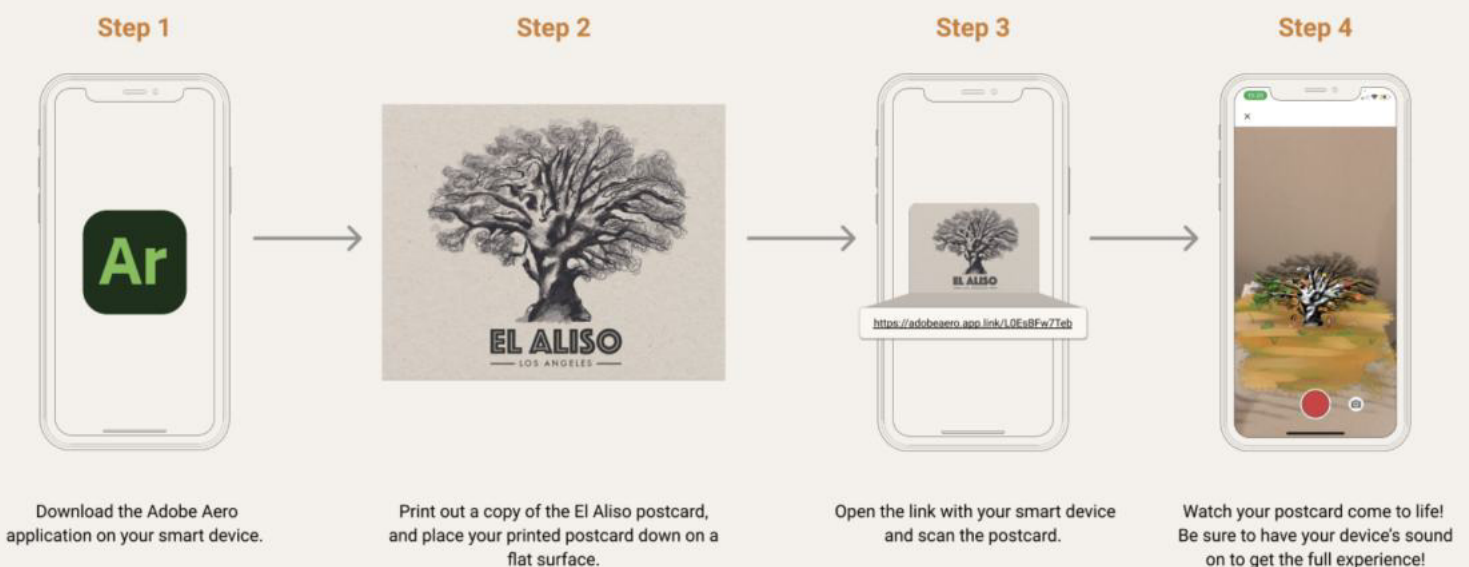 Step 1
Step 2
Step 3
Step 4
Ar
EL ALISO
LOS ANGELES
EL ALISO
https://adobeaero.app.link/L0EsBFw7Teb
Download the Adobe Aero
application on your smart device.
Print out a copy of the El Aliso postcard,
and place your printed postcard down on a
flat surface.
Open the link with your smart device
and scan the postcard.
Watch your postcard come to life!
Be sure to have your device's sound
on to get the full experience!